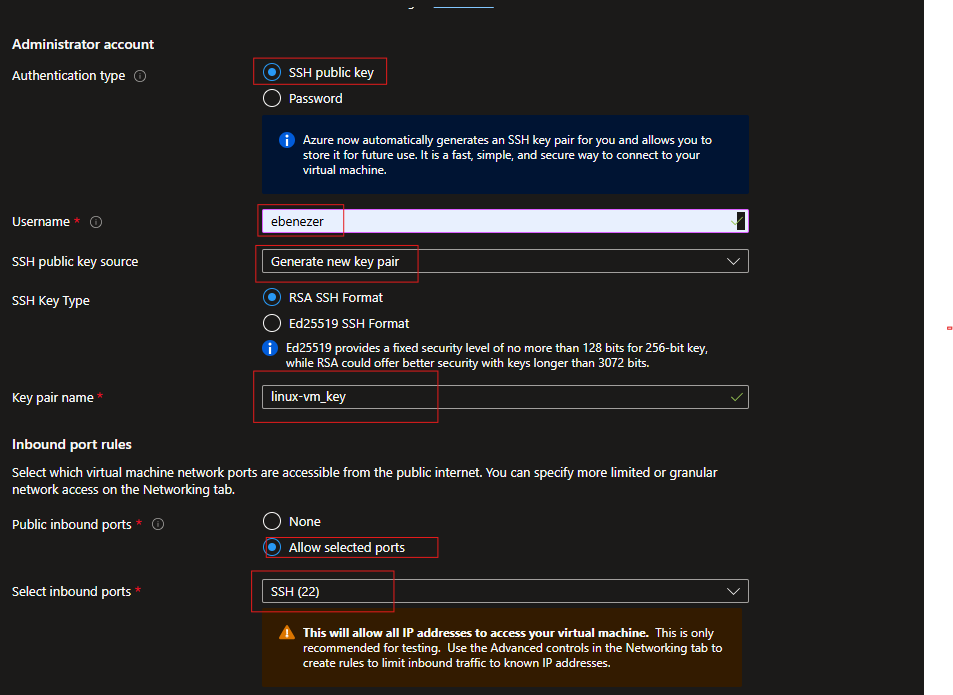 Administrator account
Authentication type
SSH public key
Password
Azure now automatically generates an SSH key pair for you and allows you to
store it for future use. It is a fast, simple, and secure way to connect to your
virtual machine.
Username *
ebenezer
SSH public key source
Generate new key pair
SSH Key Type
RSA SSH Format
Ed25519 SSH Format
Ed25519 provides a fixed security level of no more than 128 bits for 256-bit key,
while RSA could offer better security with keys longer than 3072 bits.
Key pair name *
linux-vm_key
Inbound port rules
Select which virtual machine network ports are accessible from the public internet. You can specify more limited or granular
network access on the Networking tab.
Public inbound ports *
None
Allow selected ports
Select inbound ports *
SSH (22)
This will allow all IP addresses to access your virtual machine. This is only
recommended for testing. Use the Advanced controls in the Networking tab to
create rules to limit inbound traffic to known IP addresses.